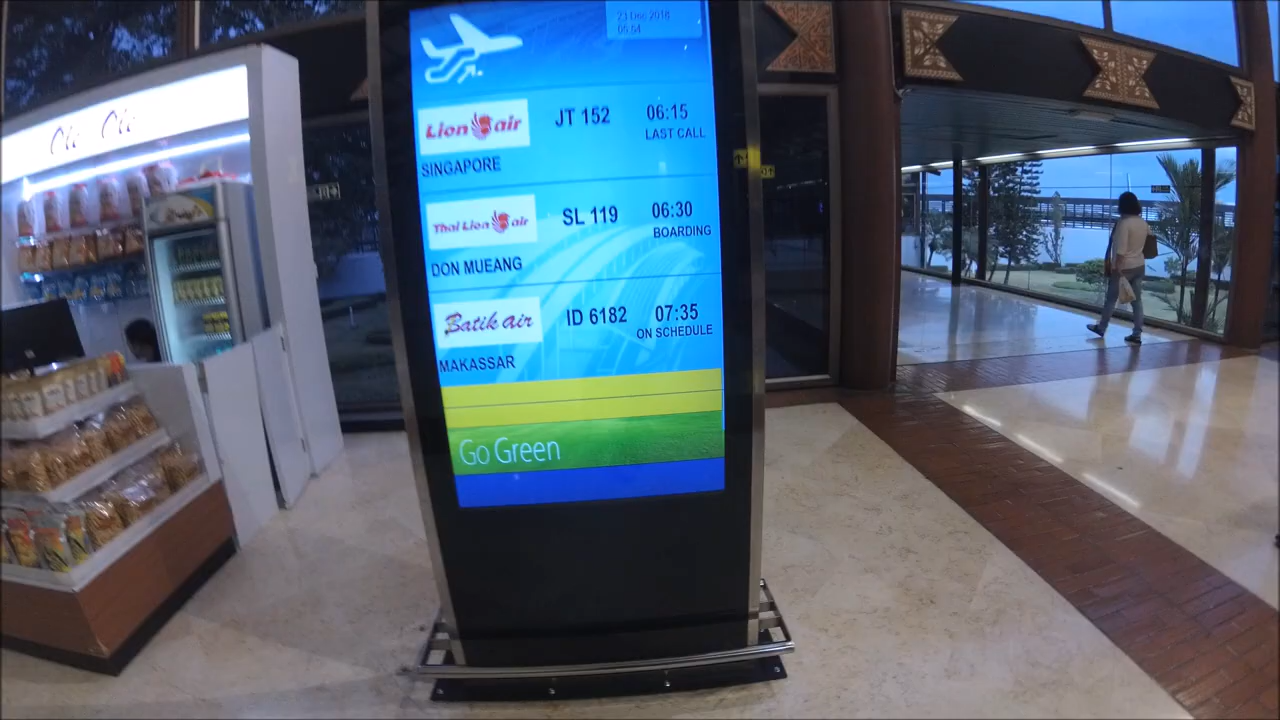 23 Dec 2018
05:54
Lion air
JT 152
06:15
LAST CALL
SINGAPORE
Thai Lion air
SL 119
06:30
BOARDING
DON MUEANG
Batik air
ID 6182
07:35
ON SCHEDULE
MAKASSAR
Go Green